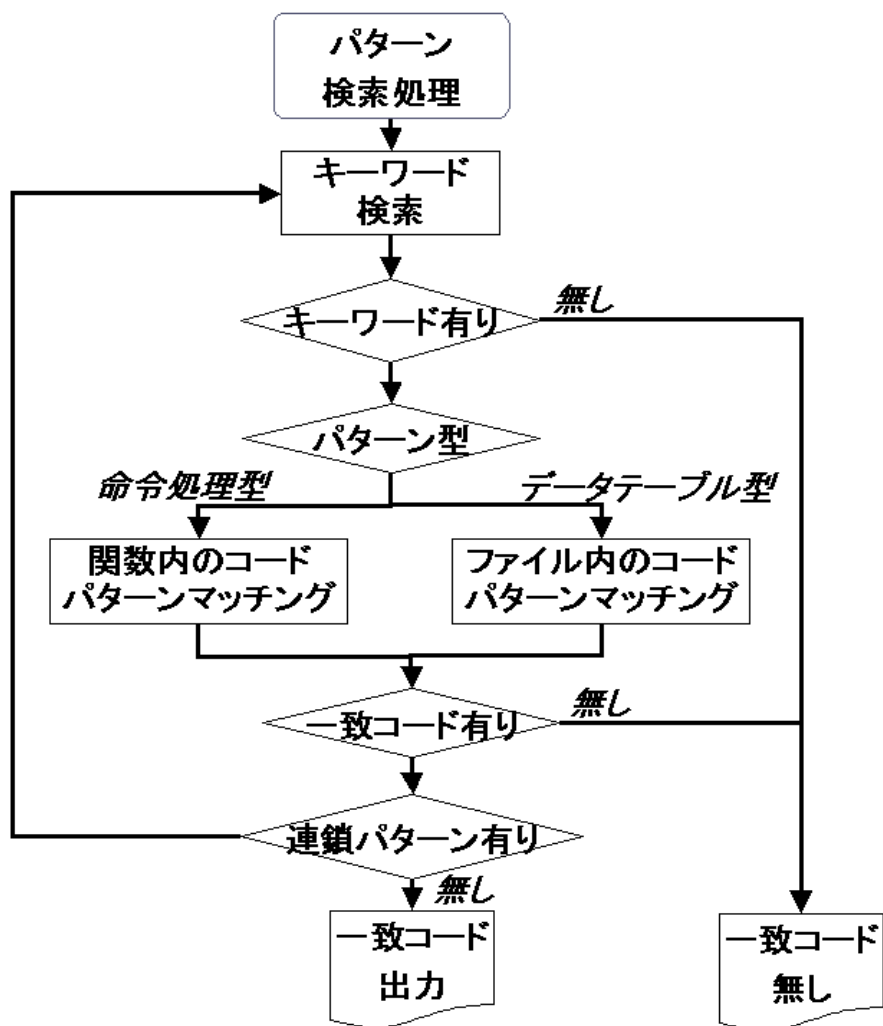 パターン
検索処理
キーワード
検索
キーワード有り
無し
パターン型
命令処理型
データテーブル型
関数内のコード
パターンマッチング
ファイル内のコード
パターンマッチング
一致コード有り
無し
連鎖パターン有り
無し
一致コード
出力
一致コード
無し